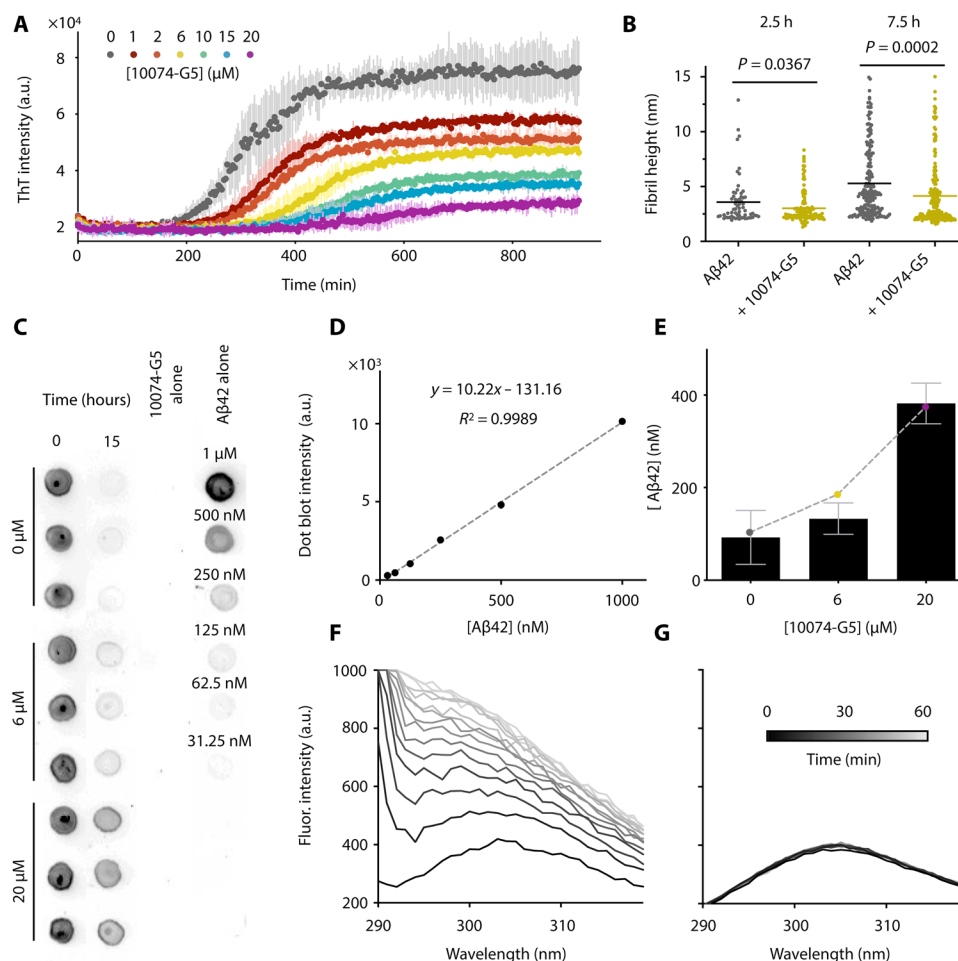 A
×10⁴
0 1 2 6 10 15 20
[10074-G5] (μM)
8
6
4
2
ThT intensity (a.u.)
0 200 400 600 800
Time (min)
B
2.5 h 7.5 h
P = 0.0367
P = 0.0002
15
10
5
0
Fibril height (nm)
Aβ42
+ 10074-G5
Aβ42
+ 10074-G5
C
Time (hours)
0 15
10074-G5
alone
Aβ42 alone
0 μM
6 μM
20 μM
1 μM
500 nM
250 nM
125 nM
62.5 nM
31.25 nM
D
×10³
y = 10.22x – 131.16
R² = 0.9989
10
5
0
Dot blot intensity (a.u.)
0 500 1000
[Aβ42] (nM)
E
400
200
0
[Aβ42] (nM)
0 6 20
[10074-G5] (μM)
F
1000
800
600
400
200
Fluor. intensity (a.u.)
290 300 310
Wavelength (nm)
G
0 30 60
Time (min)
290 300 310
Wavelength (nm)